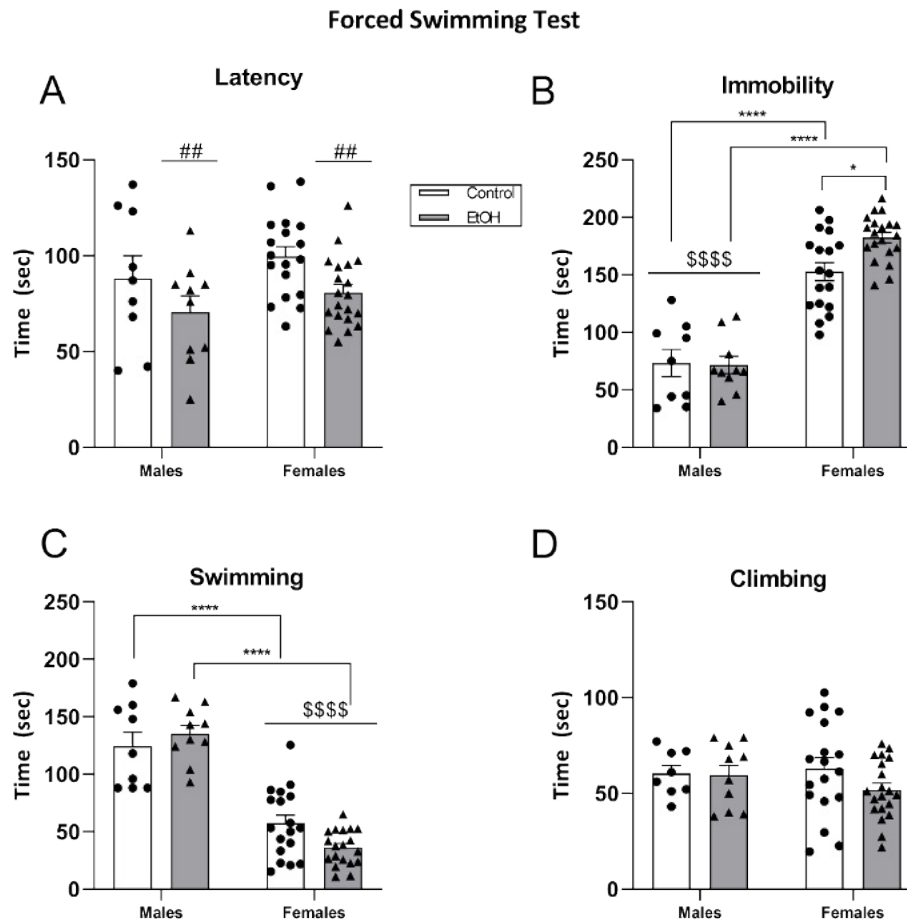 Forced Swimming Test
A
Latency
##
##
Time (sec)
150
100
50
0
Males
Females
Control
EtOH
B
Immobility
****
****
*
$$$$
Time (sec)
250
200
150
100
50
0
Males
Females
C
Swimming
****
****
$$$$
Time (sec)
250
200
150
100
50
0
Males
Females
D
Climbing
Time (sec)
150
100
50
0
Males
Females